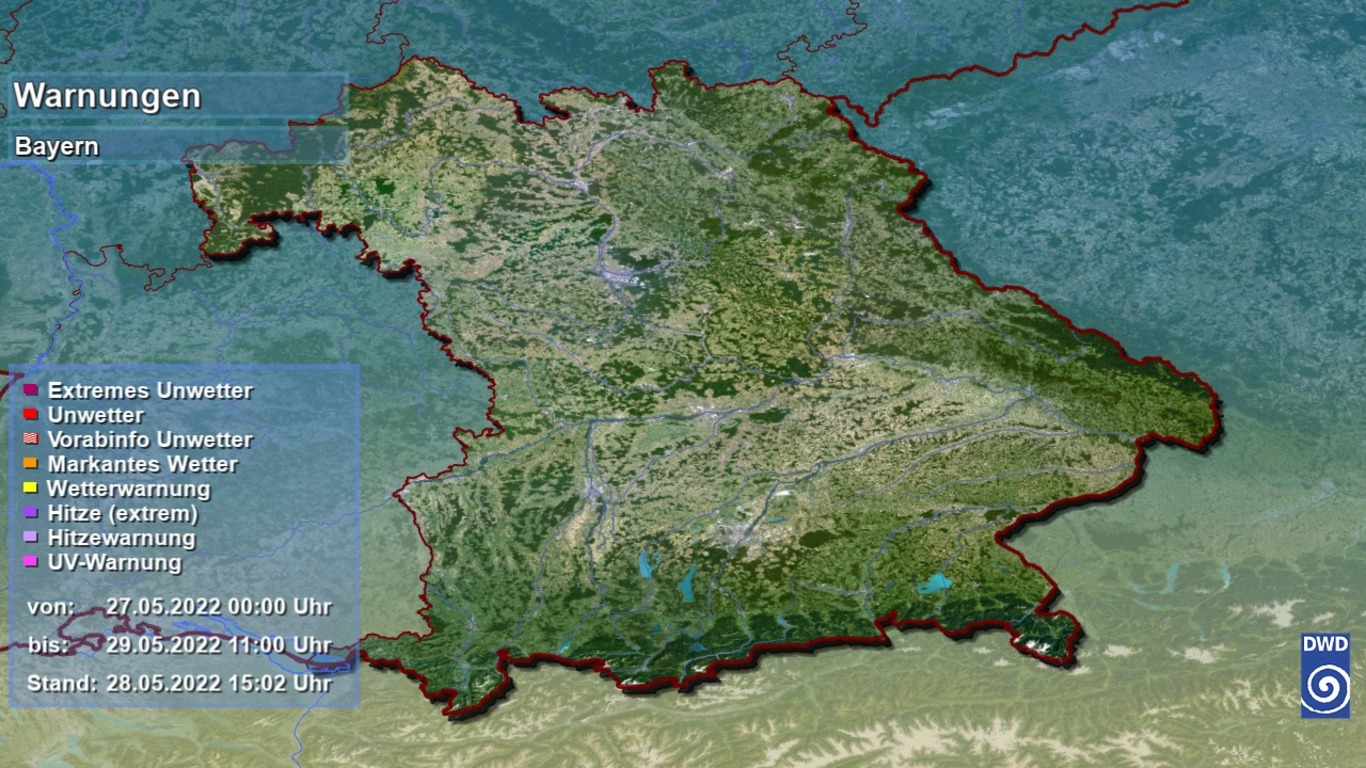 Warnungen
Bayern
Extremes Unwetter
Unwetter
Vorabinfo Unwetter
Markantes Wetter
Wetterwarnung
Hitze (extrem)
Hitzewarnung
UV-Warnung
von: 27.05.2022 00:00 Uhr
bis: 29.05.2022 11:00 Uhr
Stand: 28.05.2022 15:02 Uhr
DWD